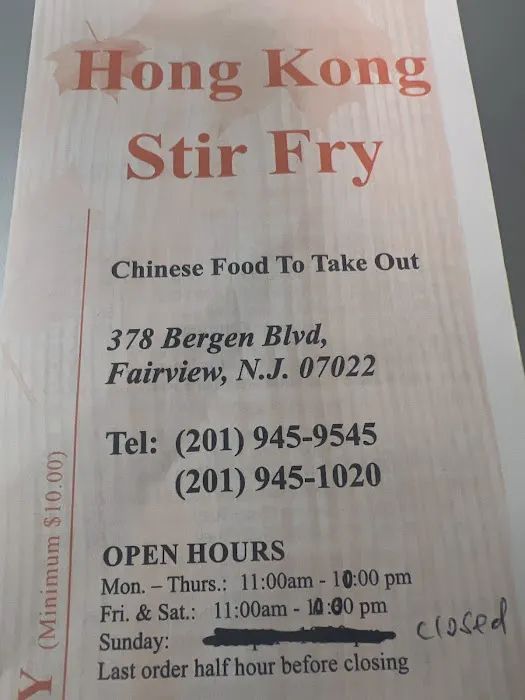 Hong Kong
Stir Fry
Chinese Food To Take Out
378 Bergen Blvd,
Fairview, N.J. 07022
Tel: (201) 945-9545
(201) 945-1020
OPEN HOURS
Mon. – Thurs.: 11:00am - 10:00 pm
Fri. & Sat.: 11:00am - 10:00 pm
Sunday: closed
Last order half hour before closing
Y (Minimum $10.00)